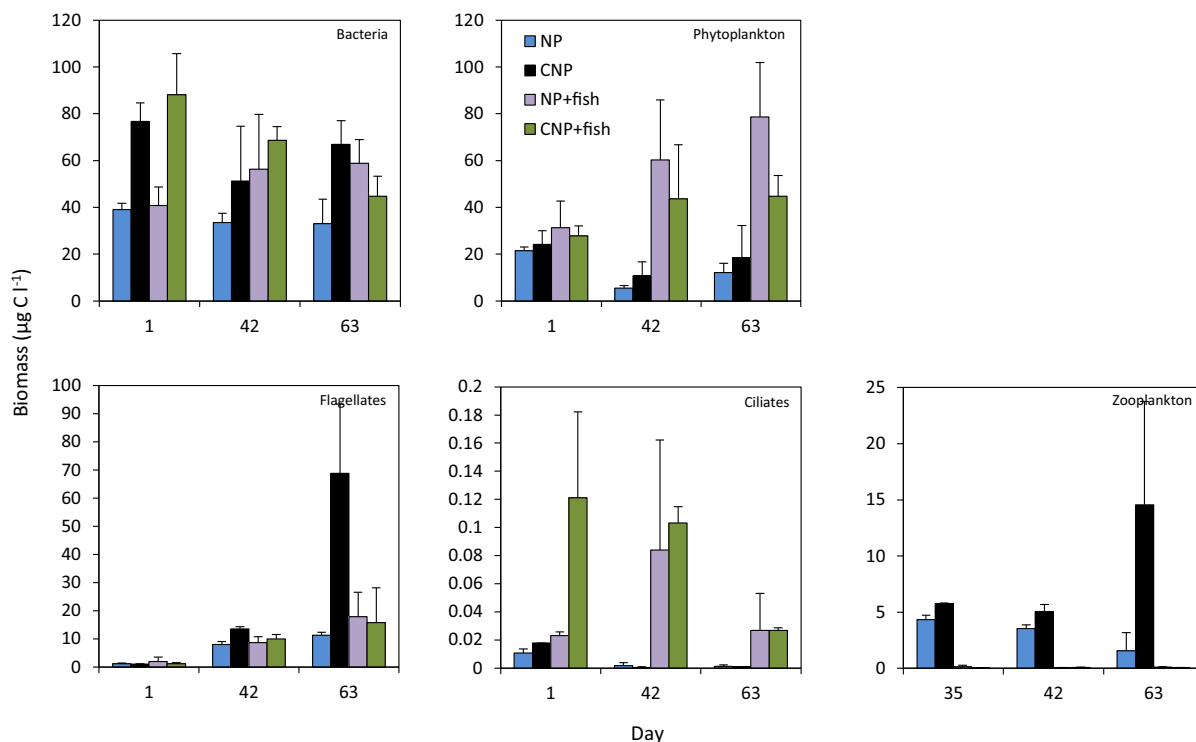 Bacteria
120
100
80
60
40
20
0
1 42 63
Phytoplankton
NP
CNP
NP+fish
CNP+fish
120
100
80
60
40
20
0
1 42 63
Biomass (µg C l-1)
Flagellates
100
90
80
70
60
50
40
30
20
10
0
1 42 63
Ciliates
0.2
0.18
0.16
0.14
0.12
0.1
0.08
0.06
0.04
0.02
0
1 42 63
Zooplankton
25
20
15
10
5
0
35 42 63
Day